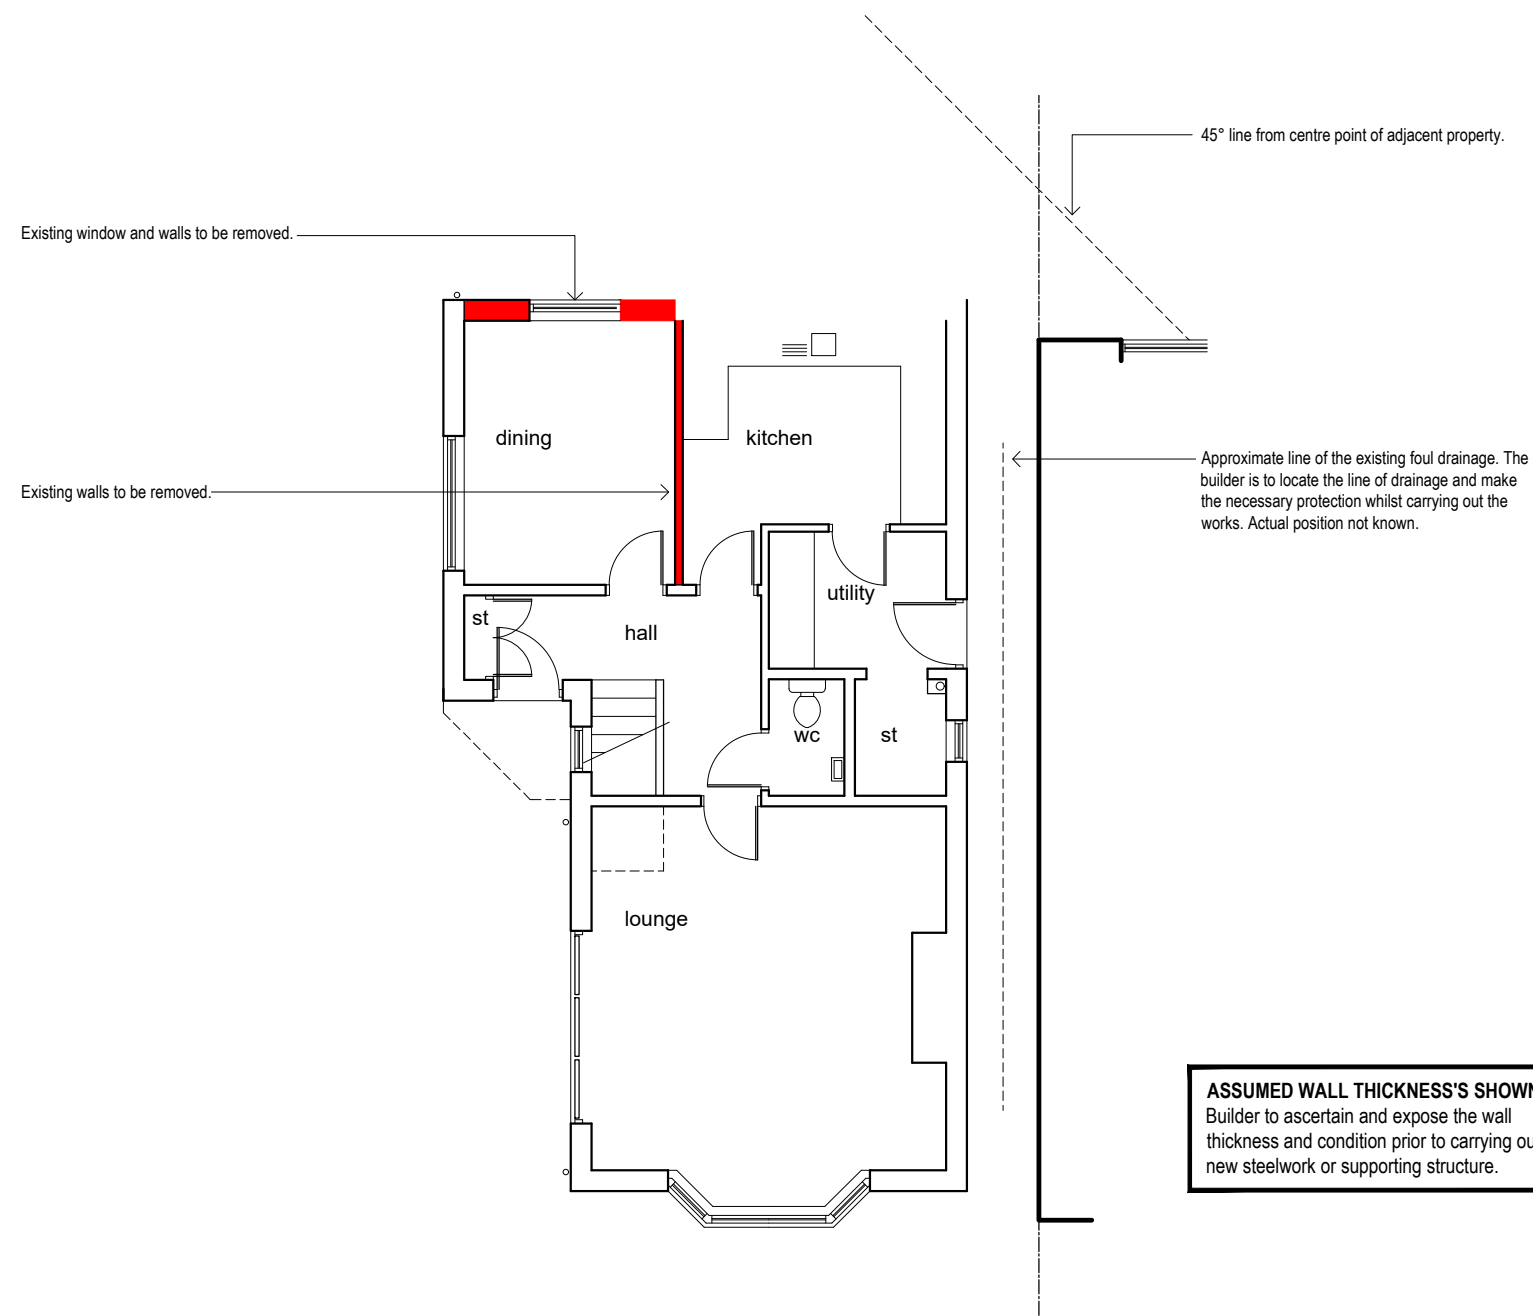 45° line from centre point of adjacent property.
Existing window and walls to be removed.
dining
kitchen
Approximate line of the existing foul drainage. The
builder is to locate the line of drainage and make
the necessary protection whilst carrying out the
works. Actual position not known.
Existing walls to be removed.
utility
st
hall
wc
st
lounge
ASSUMED WALL THICKNESS'S SHOWN
Builder to ascertain and expose the wall
thickness and condition prior to carrying ou
new steelwork or supporting structure.